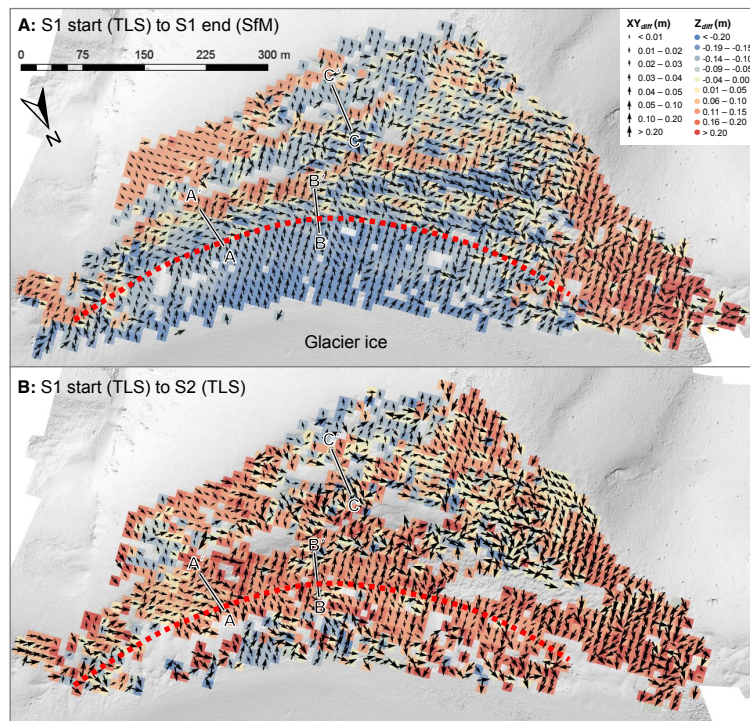 A: S1 start (TLS) to S1 end (SfM)
0 75 150 225 300 m
N
XYdiff (m)
< 0.01
0.01 – 0.02
0.02 – 0.03
0.03 – 0.04
0.04 – 0.05
0.05 – 0.10
0.10 – 0.20
> 0.20
Zdiff (m)
< -0.20
-0.19 – -0.15
-0.14 – -0.10
-0.09 – -0.05
-0.04 – 0.00
0.01 – 0.05
0.06 – 0.10
0.11 – 0.15
0.16 – 0.20
> 0.20
C'
C
B'
A'
B
A
Glacier ice
B: S1 start (TLS) to S2 (TLS)
C'
C
B'
A'
B
A